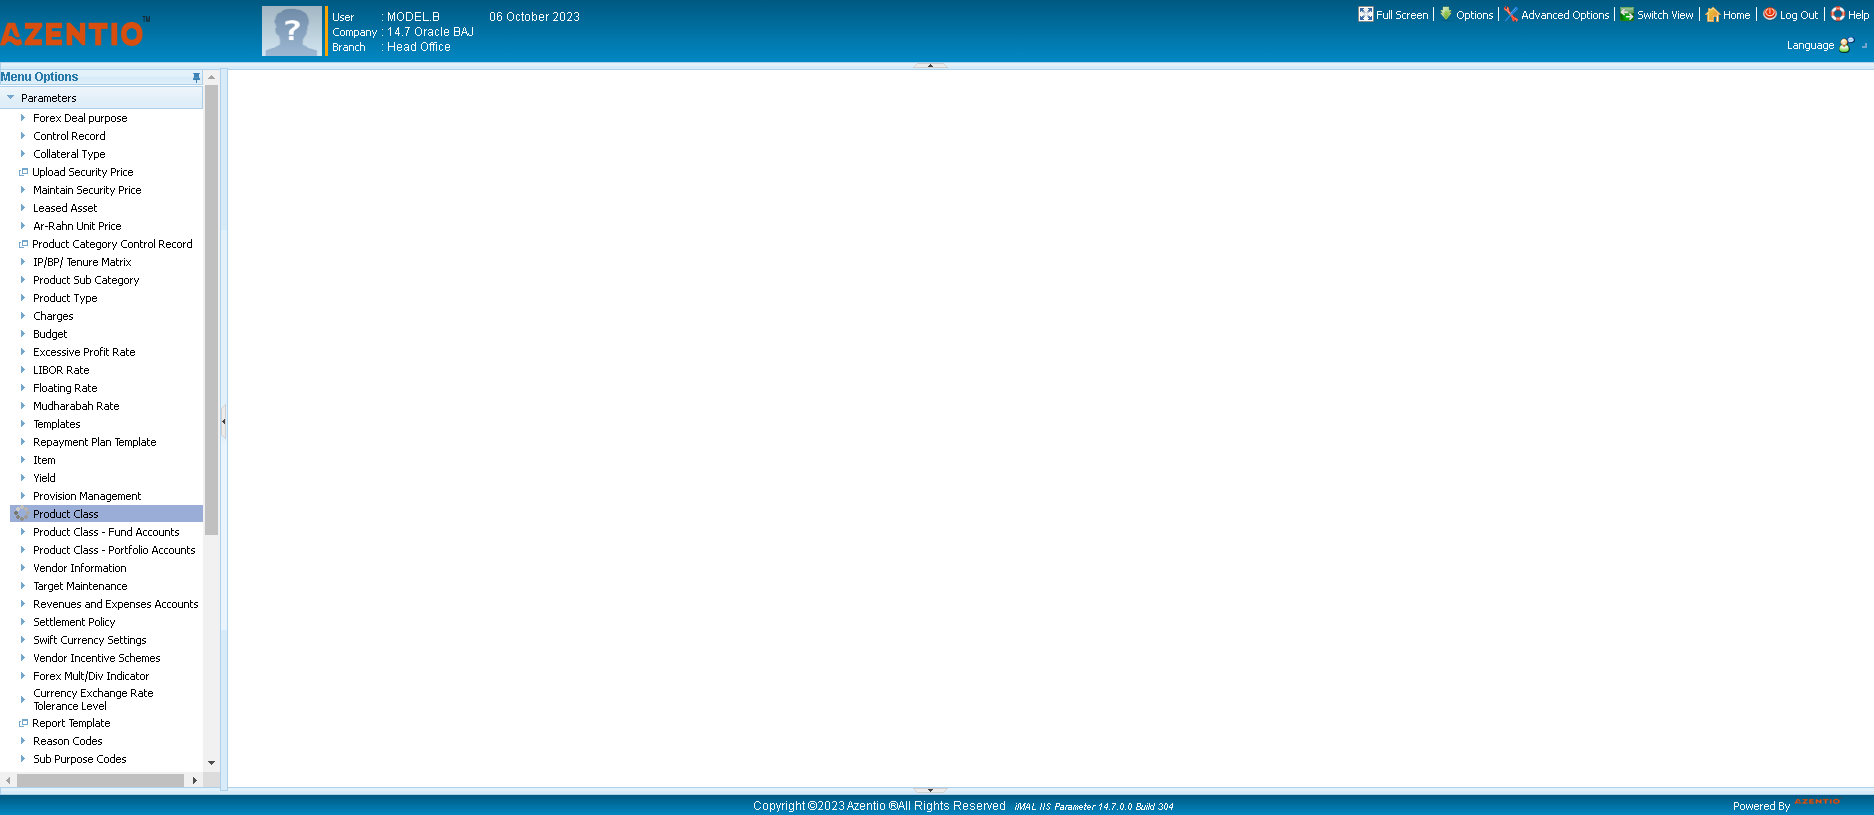 AZENTIO™
User : MODEL.B 06 October 2023
Company : 14.7 Oracle BAJ
Branch : Head Office
Full Screen | Options | Advanced Options | Switch View | Home | Log Out | Help
Language
Menu Options
Parameters
Forex Deal purpose
Control Record
Collateral Type
Upload Security Price
Maintain Security Price
Leased Asset
Ar-Rahn Unit Price
Product Category Control Record
IP/BP/ Tenure Matrix
Product Sub Category
Product Type
Charges
Budget
Excessive Profit Rate
LIBOR Rate
Floating Rate
Mudharabah Rate
Templates
Repayment Plan Template
Item
Yield
Provision Management
Product Class
Product Class - Fund Accounts
Product Class - Portfolio Accounts
Vendor Information
Target Maintenance
Revenues and Expenses Accounts
Settlement Policy
Swift Currency Settings
Vendor Incentive Schemes
Forex Mult/Div Indicator
Currency Exchange Rate
Tolerance Level
Report Template
Reason Codes
Sub Purpose Codes
Copyright ©2023 Azentio ®All Rights Reserved iMAL IIS Parameter 14.7.0.0 Build 304
Powered By AZENTIO